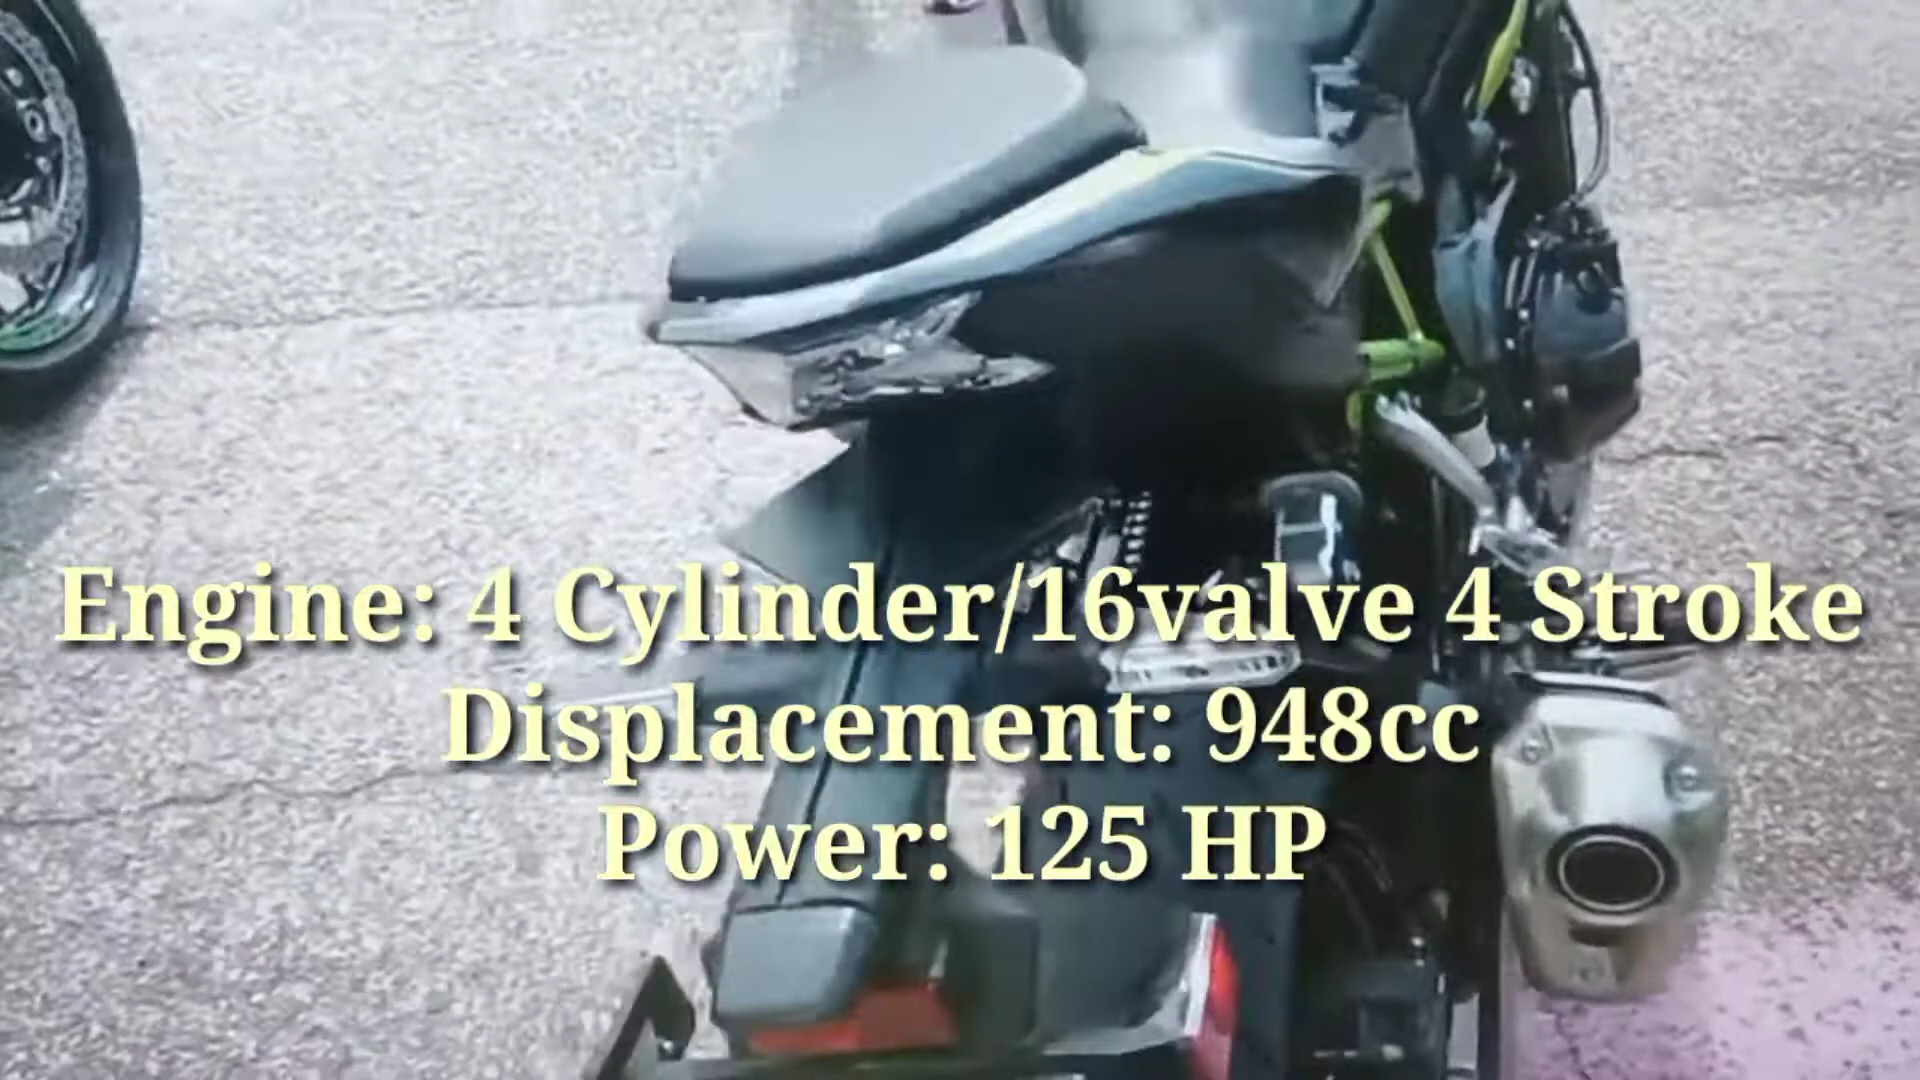 Engine: 4 Cylinder/16valve 4 Stroke
Displacement: 948cc
Power: 125 HP